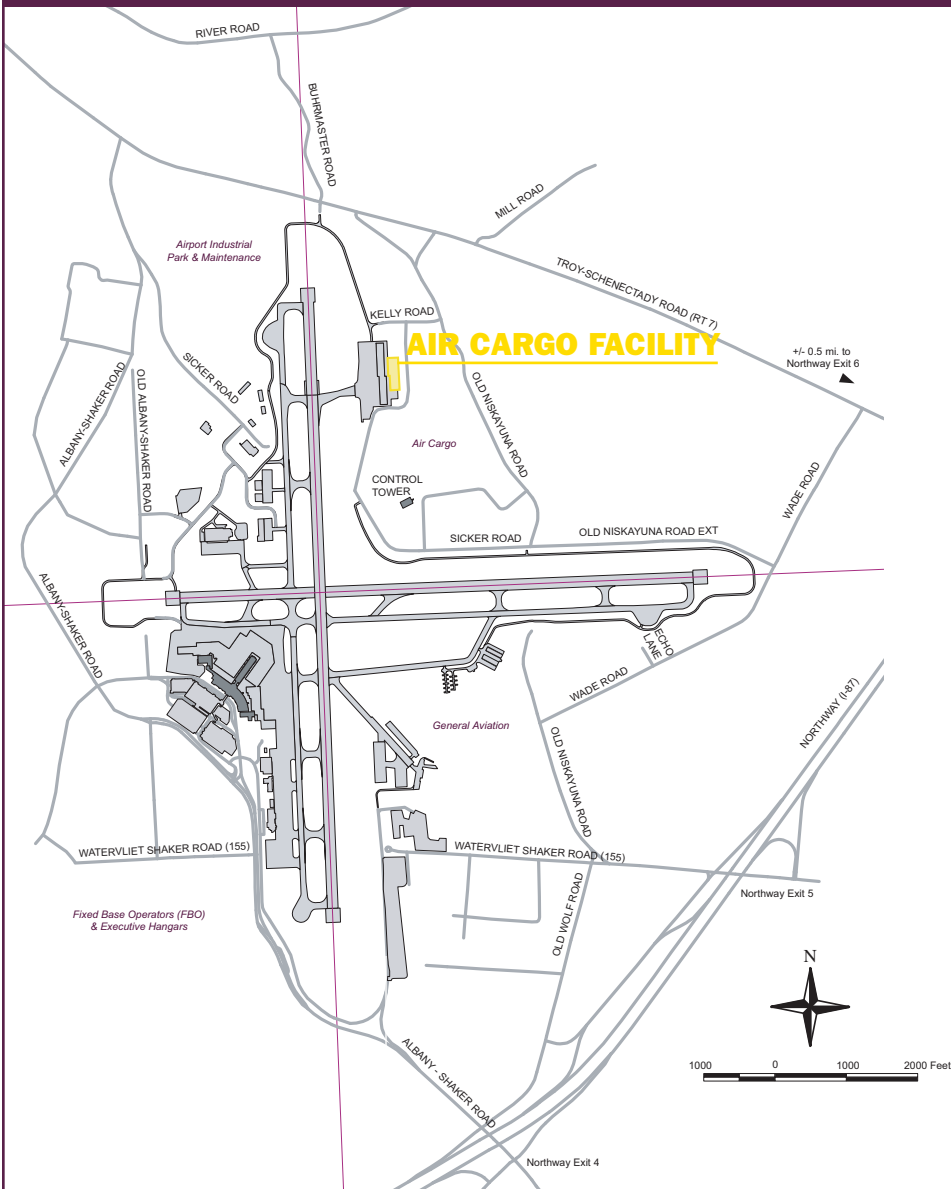 RIVER ROAD
BUHRMASTER ROAD
MILL ROAD
Airport Industrial
Park & Maintenance
TROY-SCHENECTADY ROAD (RT 7)
KELLY ROAD
AIR CARGO FACILITY
+/- 0.5 mi. to
Northway Exit 6
SICKER ROAD
ALBANY-SHAKER ROAD
OLD ALBANY-SHAKER ROAD
OLD NISKAYUNA ROAD
Air Cargo
CONTROL
TOWER
WADE ROAD
SICKER ROAD
OLD NISKAYUNA ROAD EXT
ALBANY-SHAKER ROAD
ECHO
LANE
WADE ROAD
NORTHWAY (I-87)
General Aviation
OLD NISKAYUNA ROAD
WATERVLIET SHAKER ROAD (155)
WATERVLIET SHAKER ROAD (155)
Northway Exit 5
OLD WOLF ROAD
Fixed Base Operators (FBO)
& Executive Hangars
N
1000 0 1000 2000 Feet
ALBANY - SHAKER ROAD
Northway Exit 4